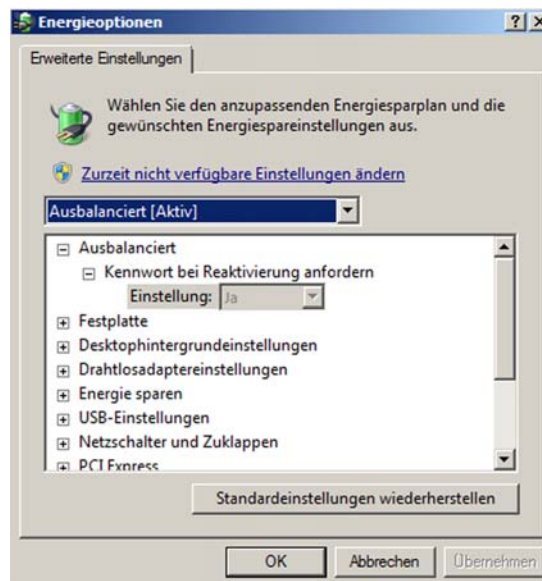 Energieoptionen
Erweiterte Einstellungen
Wählen Sie den anzupassenden Energiesparplan und die
gewünschten Energiespareinstellungen aus.
Zurzeit nicht verfügbare Einstellungen ändern
Ausbalanciert [Aktiv]
Ausbalanciert
Kennwort bei Reaktivierung anfordern
Einstellung: Ja
Festplatte
Desktophintergrundeinstellungen
Drahtlosadaptereinstellungen
Energie sparen
USB-Einstellungen
Netzschalter und Zuklappen
PCI Express
Standardeinstellungen wiederherstellen
OK Abbrechen Übernehmen